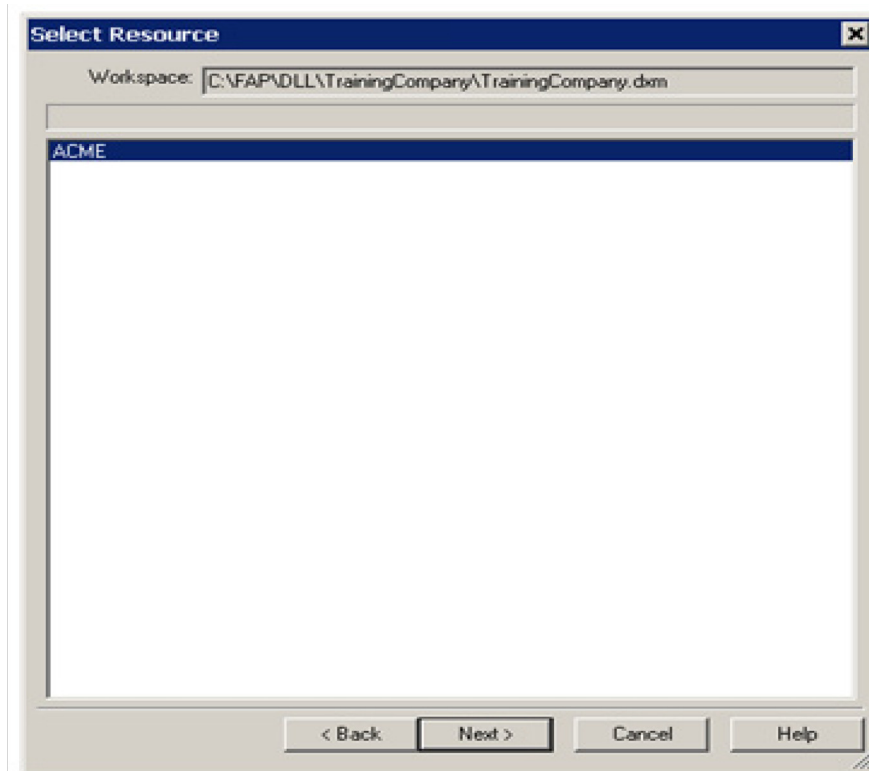 Select Resource
Workspace: C:\FAP\DLL\TrainingCompany\TrainingCompany.dxm
ACME
< Back Next > Cancel Help